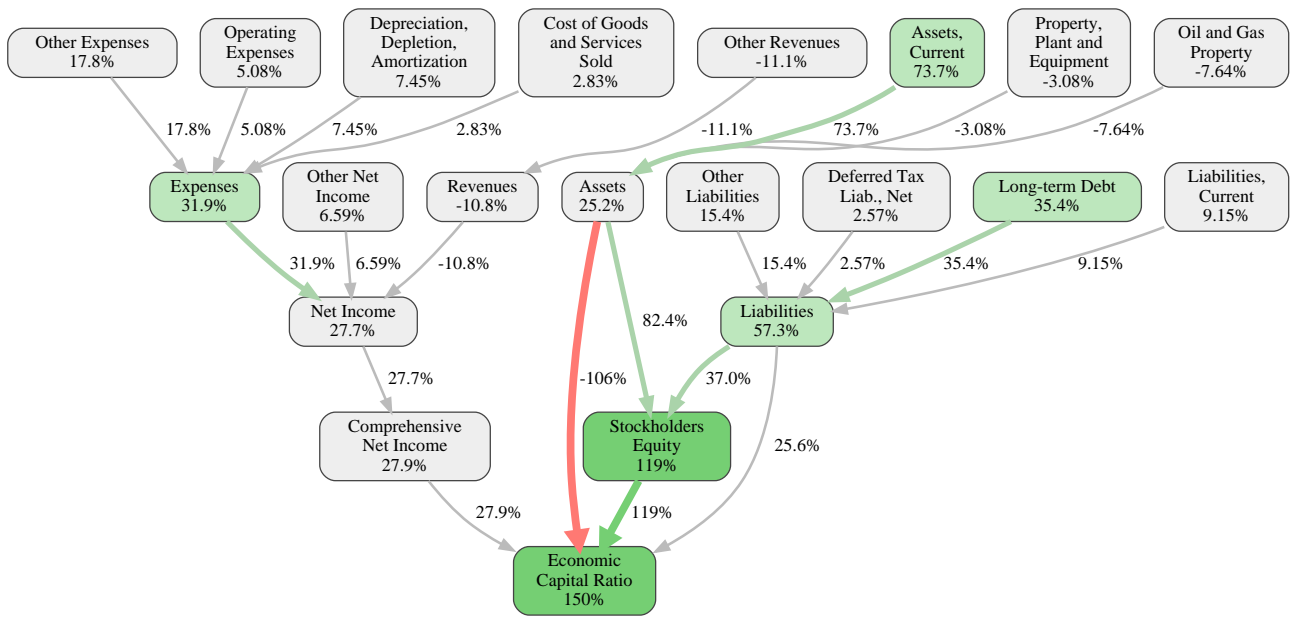 Other Expenses
17.8%
Operating
Expenses
5.08%
Depreciation,
Depletion,
Amortization
7.45%
Cost of Goods
and Services
Sold
2.83%
Other Revenues
-11.1%
Assets,
Current
73.7%
Property,
Plant and
Equipment
-3.08%
Oil and Gas
Property
-7.64%
17.8%
5.08%
7.45%
2.83%
-11.1%
73.7%
-3.08%
-7.64%
Expenses
31.9%
Other Net
Income
6.59%
Revenues
-10.8%
Assets
25.2%
Other
Liabilities
15.4%
Deferred Tax
Liab., Net
2.57%
Long-term Debt
35.4%
Liabilities,
Current
9.15%
31.9%
6.59%
-10.8%
15.4%
2.57%
35.4%
9.15%
Net Income
27.7%
82.4%
Liabilities
57.3%
27.7%
-106%
37.0%
Comprehensive
Net Income
27.9%
Stockholders
Equity
119%
25.6%
27.9%
119%
Economic
Capital Ratio
150%